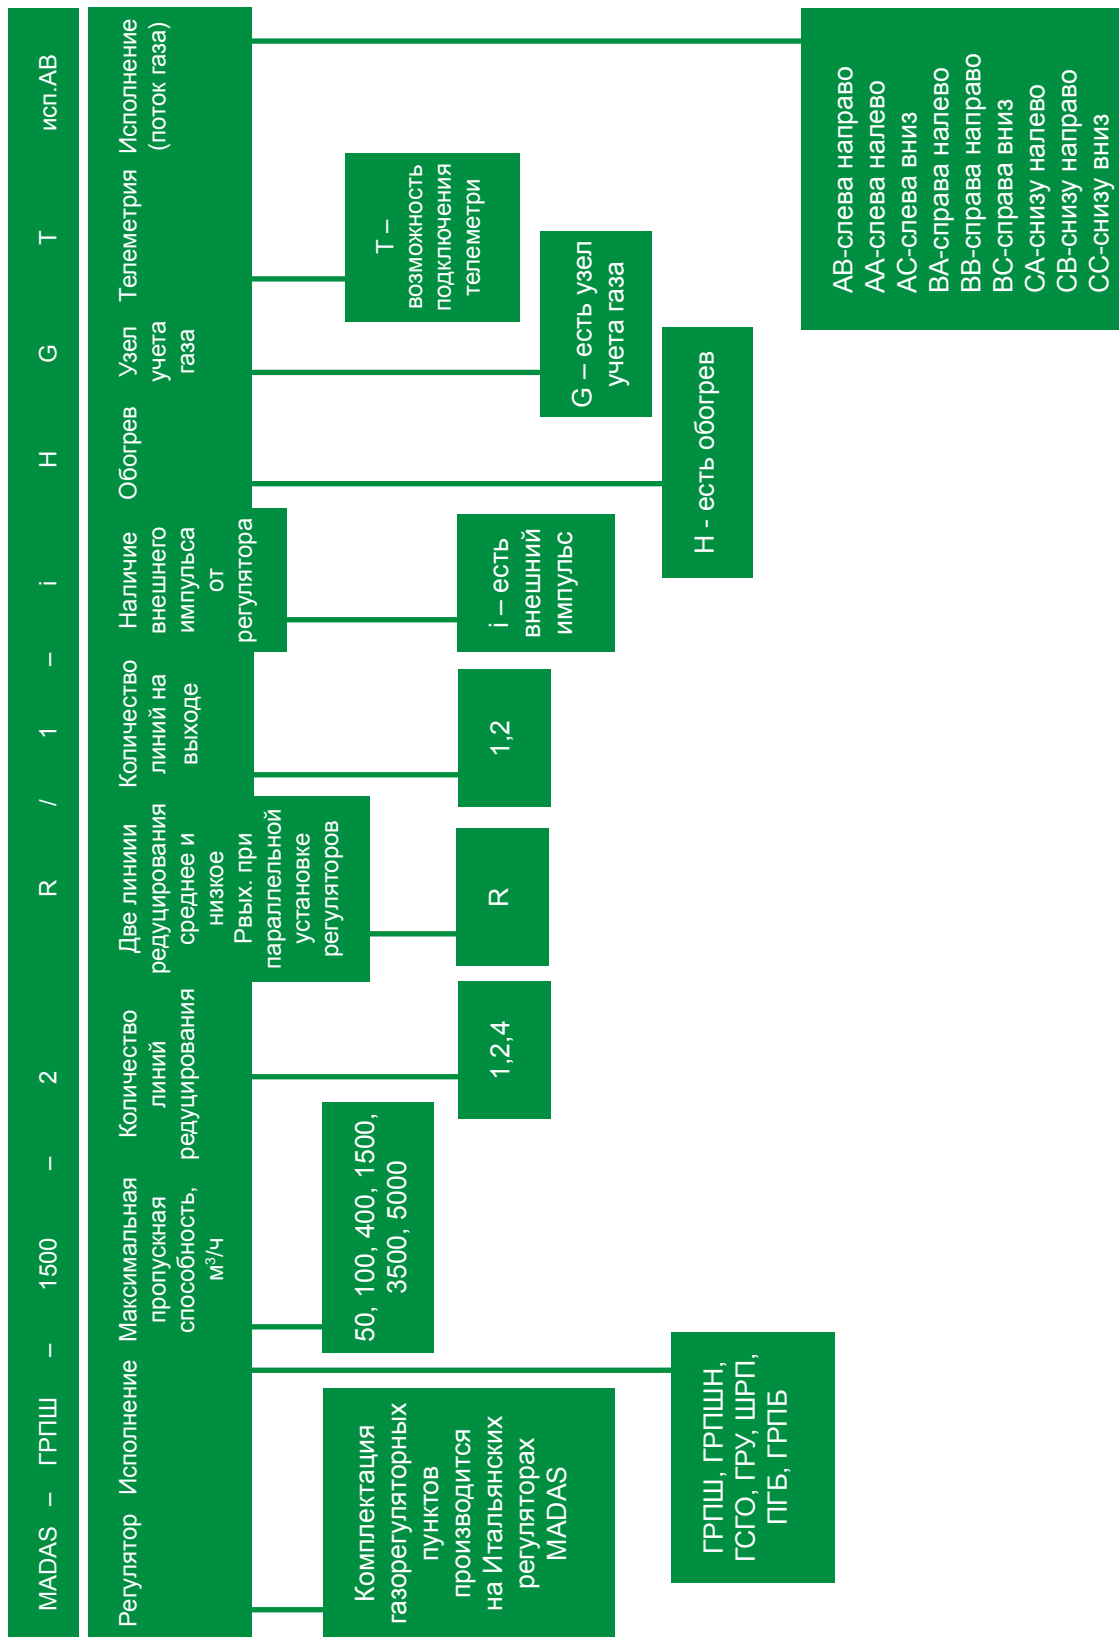 MADAS – ГРПШ – 1500 – 2 R / 1 – i H G T исп.АВ
Регулятор
Исполнение
Максимальная
пропускная
способность,
м³/ч
Количество
линий
редуцирования
Две линиии
редуцирования
среднее и
низкое
Рвых. при
параллельной
установке
регуляторов
Количество
линий на
выходе
Наличие
внешнего
импульса
от
регулятора
Обогрев
Узел
учета
газа
Телеметрия
Исполнение
(поток газа)
Комплектация
газорегуляторных
пунктов
производится
на Итальянских
регуляторах
MADAS
ГРПШ, ГРПШН,
ГСГО, ГРУ, ШРП,
ПГБ, ГРПБ
50, 100, 400, 1500,
3500, 5000
1,2,4
R
1,2
i – есть
внешний
импульс
H - есть обогрев
G – есть узел
учета газа
T –
возможность
подключения
телеметри
АВ-слева направо
АА-слева налево
АС-слева вниз
ВА-справа налево
ВВ-справа направо
ВС-справа вниз
СА-снизу налево
СВ-снизу направо
СС-снизу вниз